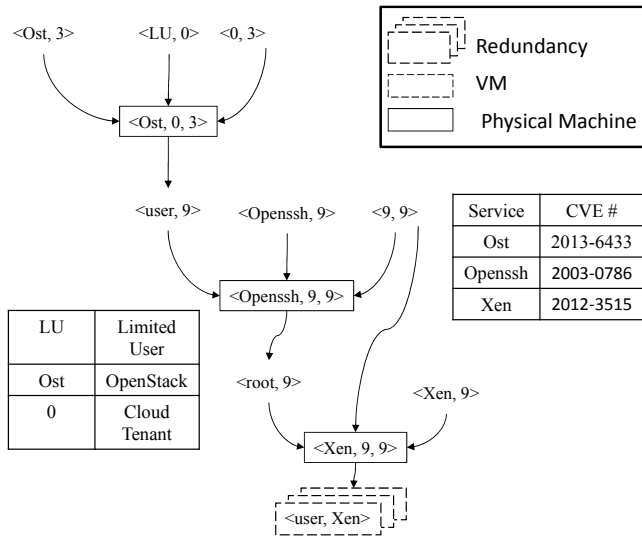 <Ost, 3>
<LU, 0>
<0, 3>
Redundancy
VM
Physical Machine
<Ost, 0, 3>
<user, 9>
<Openssh, 9>
<9, 9>
Service CVE #
Ost 2013-6433
Openssh 2003-0786
Xen 2012-3515
<Openssh, 9, 9>
LU Limited
User
Ost OpenStack
0 Cloud
Tenant
<root, 9>
<Xen, 9>
<Xen, 9, 9>
<user, Xen>